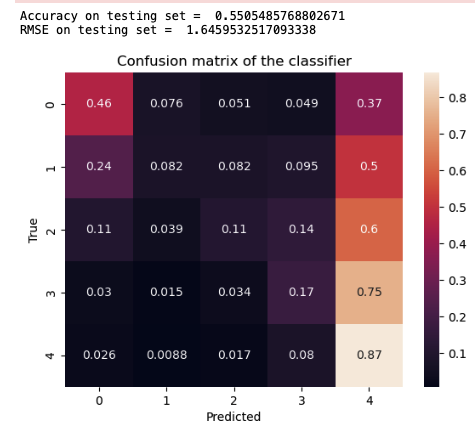 Accuracy on testing set =  0.5505485768802671
RMSE on testing set =  1.6459532517093338
Confusion matrix of the classifier
0 0.46 0.076 0.051 0.049 0.37
1 0.24 0.082 0.082 0.095 0.5
2 0.11 0.039 0.11 0.14 0.6
3 0.03 0.015 0.034 0.17 0.75
4 0.026 0.0088 0.017 0.08 0.87
True
0 1 2 3 4
Predicted
0.8
0.7
0.6
0.5
0.4
0.3
0.2
0.1